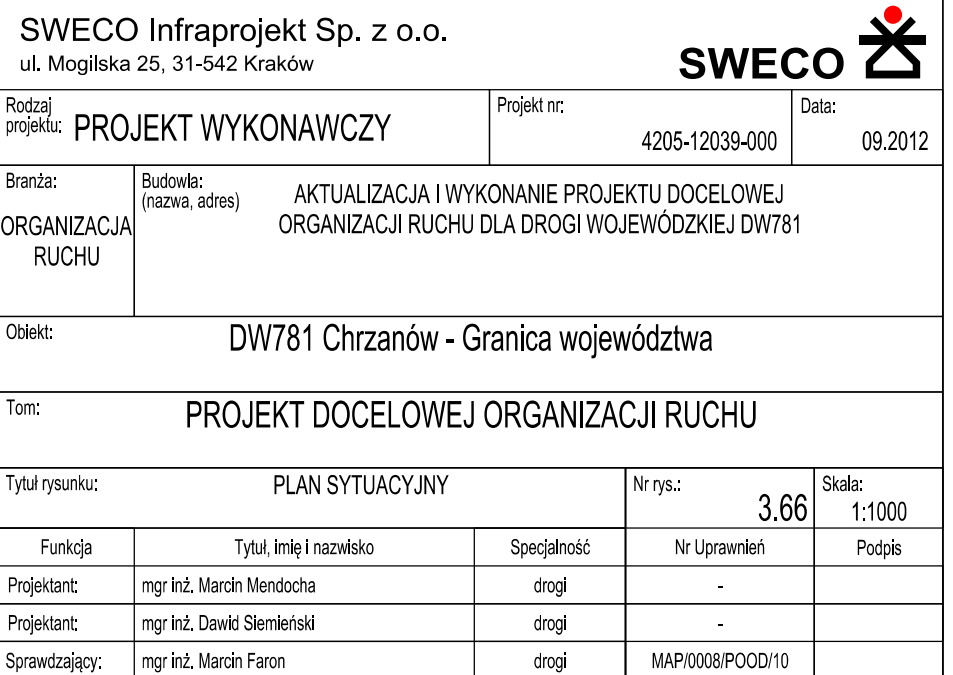 SWECO Infraprojekt Sp. z o.o.
ul. Mogilska 25, 31-542 Kraków
SWECO
Rodzaj projektu: PROJEKT WYKONAWCZY
Projekt nr: 4205-12039-000
Data: 09.2012
Branża:
ORGANIZACJA
RUCHU
Budowla:
(nazwa, adres)
AKTUALIZACJA I WYKONANIE PROJEKTU DOCELOWEJ
ORGANIZACJI RUCHU DLA DROGI WOJEWÓDZKIEJ DW781
Obiekt: DW781 Chrzanów - Granica województwa
Tom: PROJEKT DOCELOWEJ ORGANIZACJI RUCHU
Tytuł rysunku: PLAN SYTUACYJNY
Nr rys.: 3.66
Skala: 1:1000
Funkcja Tytuł, imię i nazwisko Specjalność Nr Uprawnień Podpis
Projektant: mgr inż. Marcin Mendocha drogi -
Projektant: mgr inż. Dawid Siemieński drogi -
Sprawdzający: mgr inż. Marcin Faron drogi MAP/0008/POOD/10